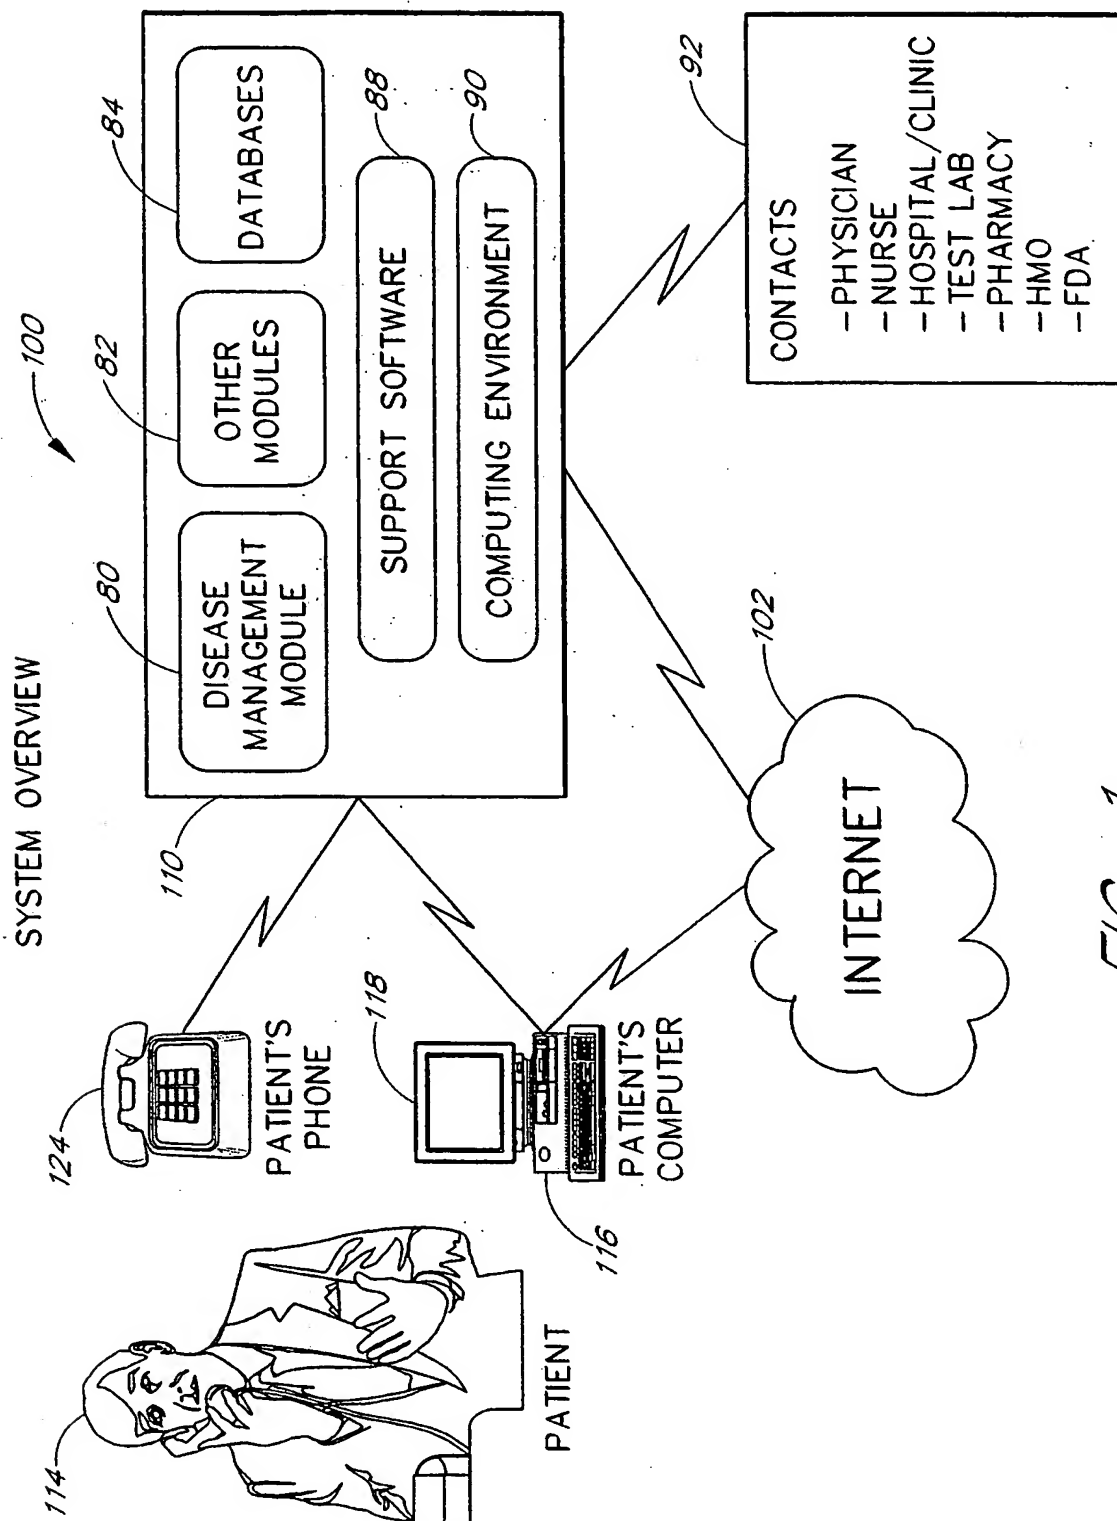 SYSTEM OVERVIEW
100
110
80
82
84
DISEASE
MANAGEMENT
MODULE
OTHER
MODULES
DATABASES
SUPPORT SOFTWARE
88
COMPUTING ENVIRONMENT
90
114
PATIENT
124
PATIENT'S
PHONE
118
116
PATIENT'S
COMPUTER
102
INTERNET
92
CONTACTS
-PHYSICIAN
-NURSE
-HOSPITAL/CLINIC
-TEST LAB
-PHARMACY
-HMO
-FDA
FIG. 1